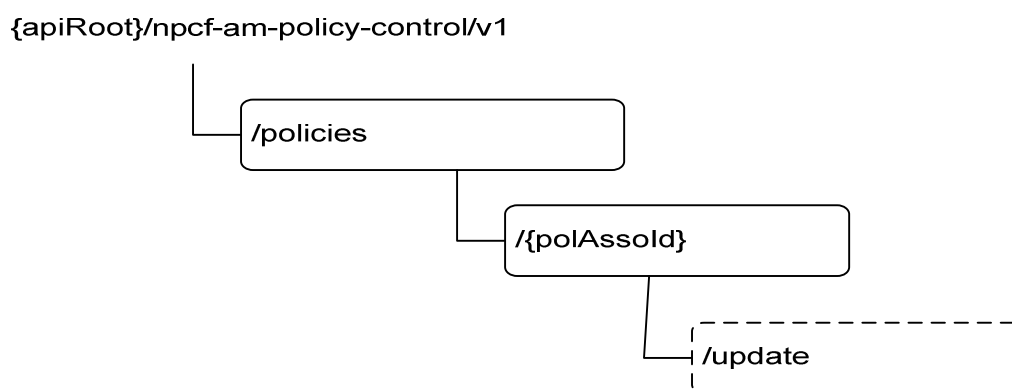 {apiRoot}/npcf-am-policy-control/v1
/policies
/{polAssoId}
/update